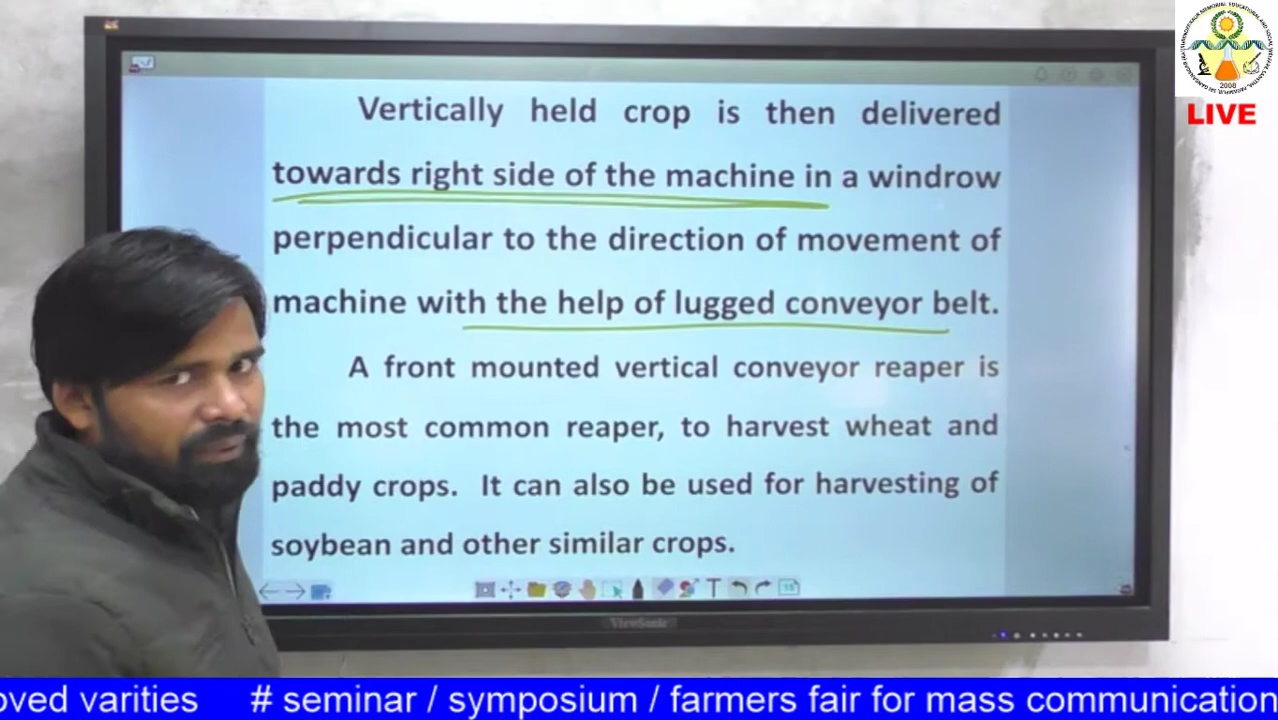 Vertically held crop is then delivered
towards right side of the machine in a windrow
perpendicular to the direction of movement of
machine with the help of lugged conveyor belt.
A front mounted vertical conveyor reaper is
the most common reaper, to harvest wheat and
paddy crops. It can also be used for harvesting of
soybean and other similar crops.
ViewSonic
2008
LIVE
oved varities # seminar / symposium / farmers fair for mass communication